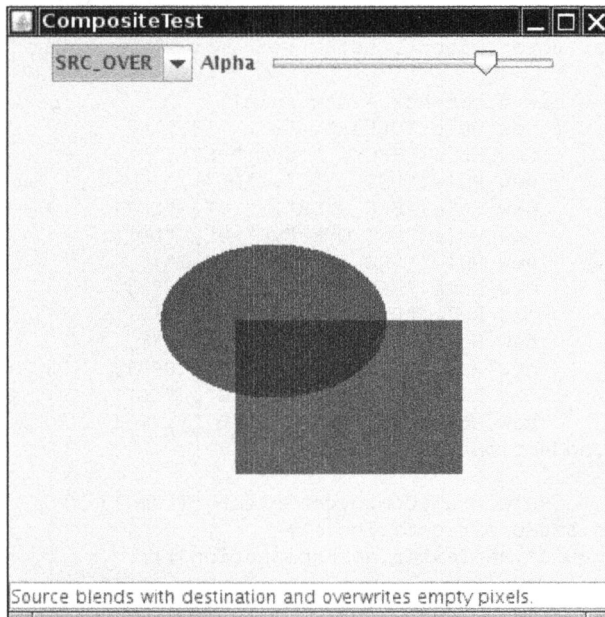 CompositeTest
SRC_OVER Alpha
Source blends with destination and overwrites empty pixels.